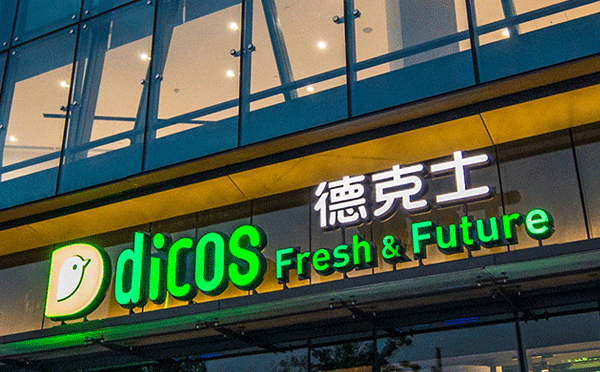 德克士
dicos Fresh & Future